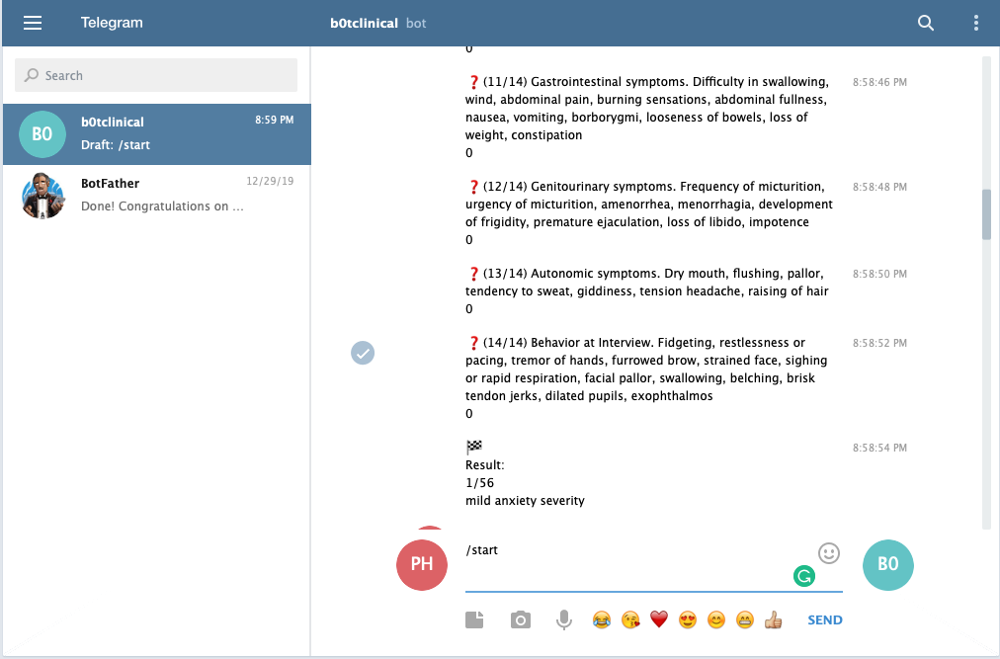 Telegram
b0tclinical bot
Search
B0
b0tclinical
8:59 PM
Draft: /start
BotFather
12/29/19
Done! Congratulations on ...
0
❓(11/14) Gastrointestinal symptoms. Difficulty in swallowing,
8:58:46 PM
wind, abdominal pain, burning sensations, abdominal fullness,
nausea, vomiting, borborygmi, looseness of bowels, loss of
weight, constipation
0
❓(12/14) Genitourinary symptoms. Frequency of micturition,
8:58:48 PM
urgency of micturition, amenorrhea, menorrhagia, development
of frigidity, premature ejaculation, loss of libido, impotence
0
❓(13/14) Autonomic symptoms. Dry mouth, flushing, pallor,
8:58:50 PM
tendency to sweat, giddiness, tension headache, raising of hair
0
❓(14/14) Behavior at Interview. Fidgeting, restlessness or
8:58:52 PM
pacing, tremor of hands, furrowed brow, strained face, sighing
or rapid respiration, facial pallor, swallowing, belching, brisk
tendon jerks, dilated pupils, exophthalmos
0
🏁
8:58:54 PM
Result:
1/56
mild anxiety severity
PH
/start
B0
SEND